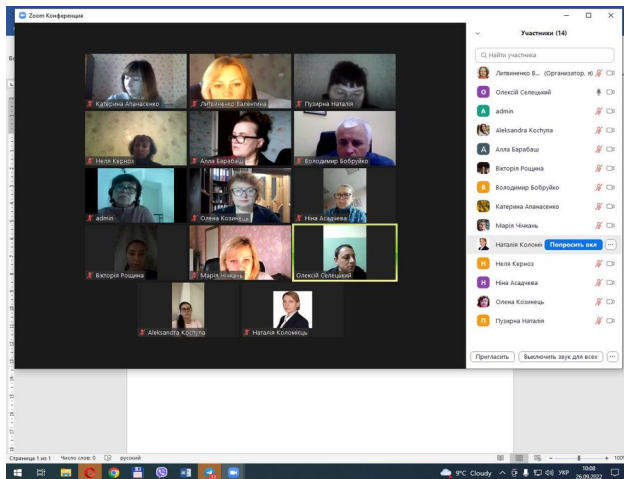 Zoom Конференция
Катерина Апанасенко
Литвиненко Валентина
Пузирна Наталія
Неля Керноз
Алла Барабаш
Володимир Бобруйко
admin
Олена Козинець
Ніна Асадчева
Вікторія Рощина
Марія Чічкань
Олексій Селецький
Aleksandra Kochyna
Наталія Коломієць
Участники (14)
Найти участника
Литвиненко В... (Организатор, я)
Олексій Селецький
admin
Aleksandra Kochyna
Алла Барабаш
Вікторія Рощина
Володимир Бобруйко
Катерина Апанасенко
Марія Чічкань
Наталія Коломі Попросить вкл ...
Неля Керноз
Ніна Асадчева
Олена Козинець
Пузирна Наталія
Пригласить Выключить звук для всех ...
Страница 1 из 1 Число слов: 0 русский
100
9°C Cloudy УКР 10:08
26.09.2022